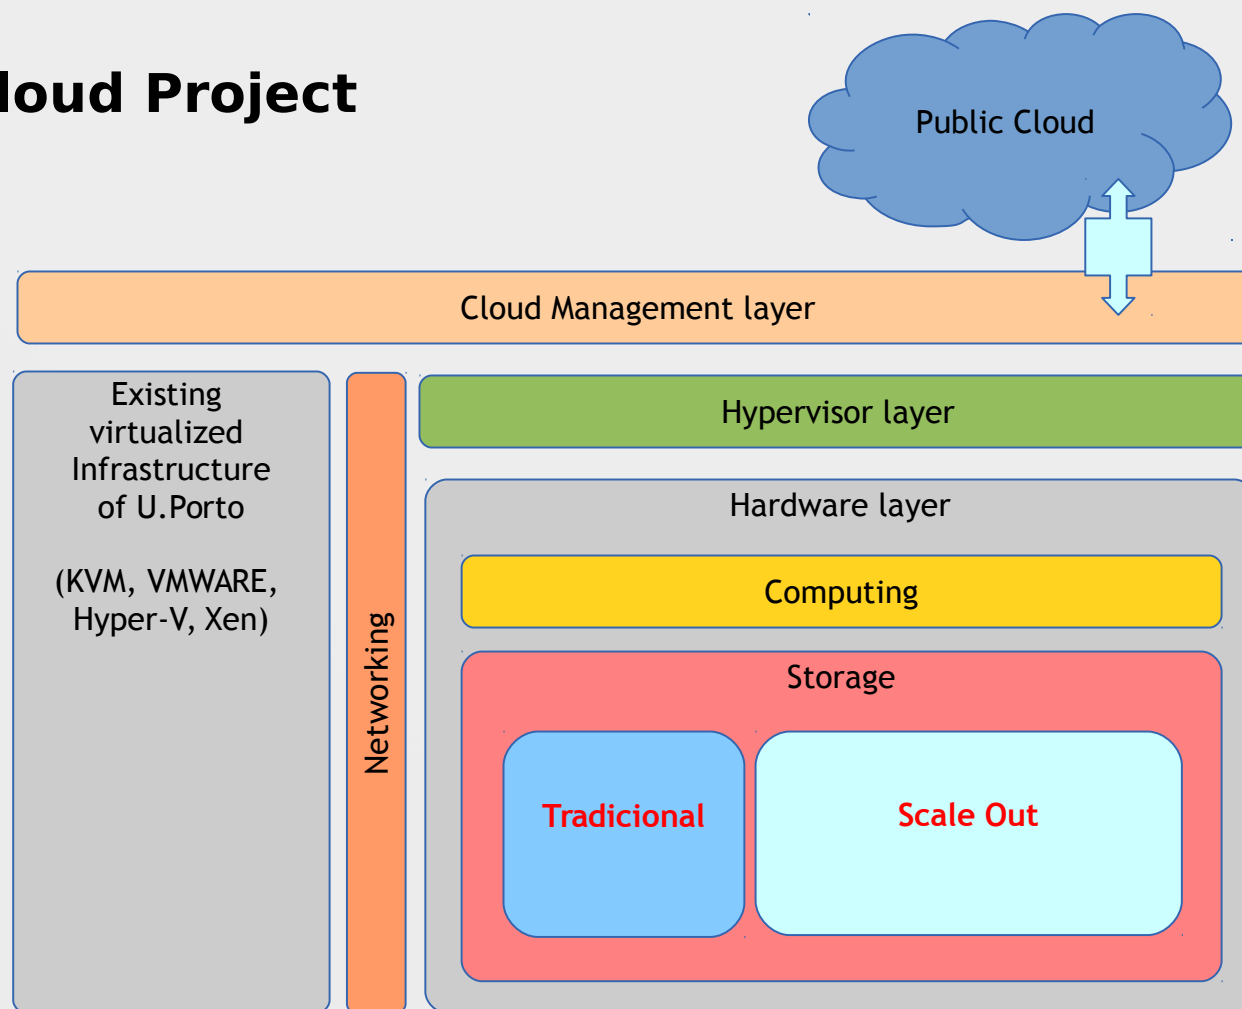 loud Project
Public Cloud
Cloud Management layer
Existing
virtualized
Infrastructure
of U.Porto
(KVM, VMWARE,
Hyper-V, Xen)
Networking
Hypervisor layer
Hardware layer
Computing
Storage
Tradicional
Scale Out